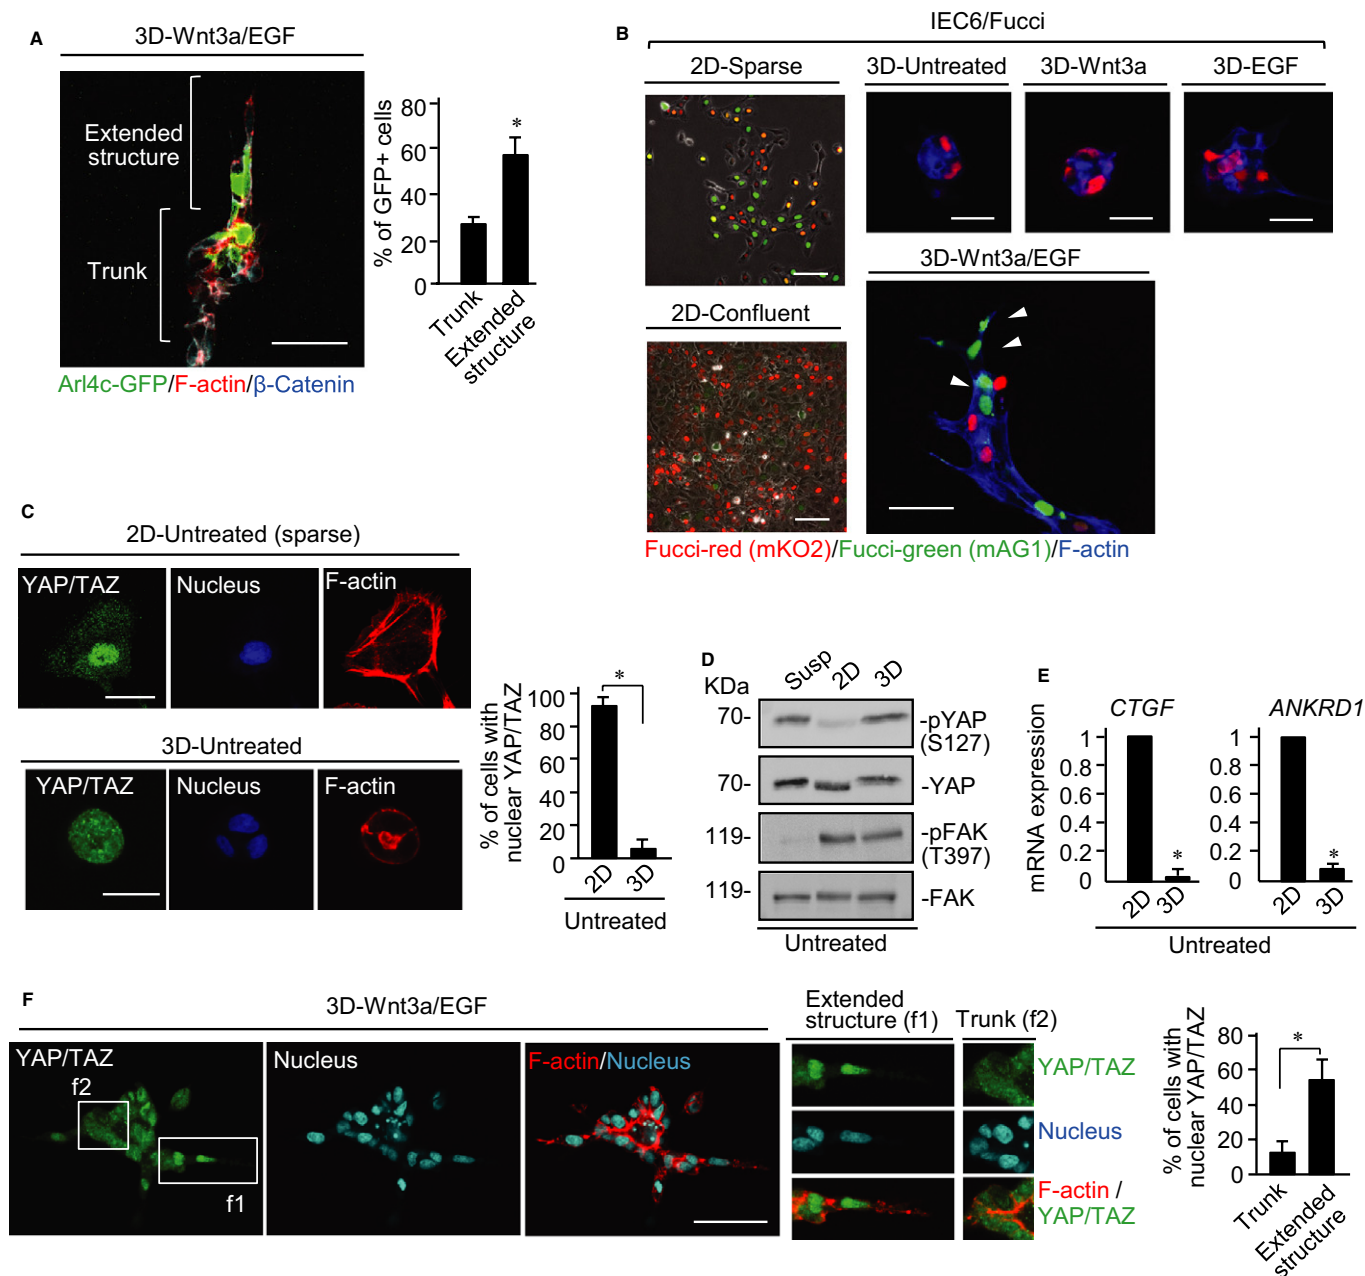 A
3D-Wnt3a/EGF
Extended
structure
Trunk
Arl4c-GFP/F-actin/β-Catenin
% of GFP+ cells
80
60
40
20
0
*
Trunk
Extended
structure
B
IEC6/Fucci
2D-Sparse
3D-Untreated
3D-Wnt3a
3D-EGF
2D-Confluent
3D-Wnt3a/EGF
Fucci-red (mKO2)/Fucci-green (mAG1)/F-actin
C
2D-Untreated (sparse)
YAP/TAZ
Nucleus
F-actin
3D-Untreated
YAP/TAZ
Nucleus
F-actin
% of cells with
nuclear YAP/TAZ
100
80
60
40
20
0
*
2D
3D
Untreated
D
KDa
Susp
2D
3D
70-
-pYAP
(S127)
70-
-YAP
119-
-pFAK
(T397)
119-
-FAK
Untreated
E
mRNA expression
CTGF
1
0.8
0.6
0.4
0.2
0
*
2D
3D
ANKRD1
1
0.8
0.6
0.4
0.2
0
*
2D
3D
Untreated
F
3D-Wnt3a/EGF
YAP/TAZ
f2
f1
Nucleus
F-actin/Nucleus
Extended
structure (f1)
Trunk (f2)
YAP/TAZ
Nucleus
F-actin /
YAP/TAZ
% of cells with
nuclear YAP/TAZ
80
60
40
20
0
*
Trunk
Extended
structure